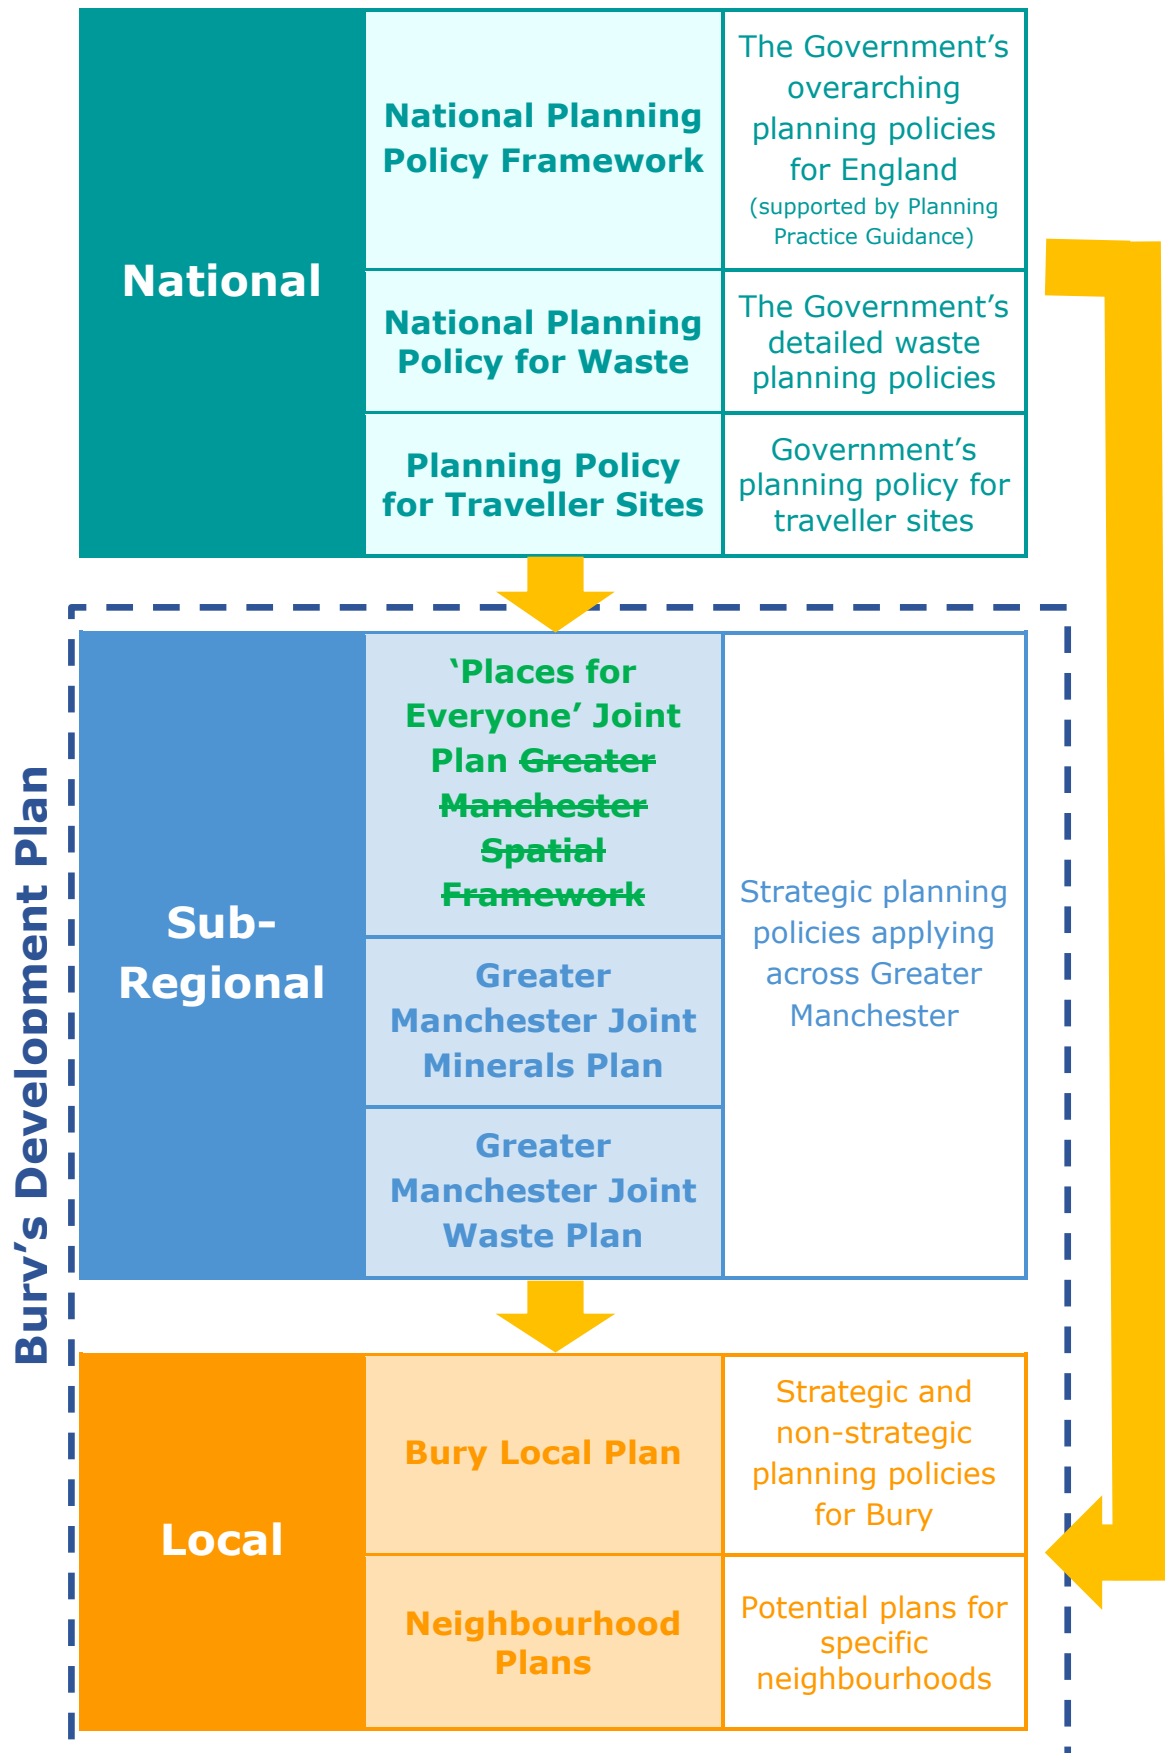 National
National Planning
Policy Framework
The Government’s
overarching
planning policies
for England
(supported by Planning
Practice Guidance)
National Planning
Policy for Waste
The Government’s
detailed waste
planning policies
Planning Policy
for Traveller Sites
Government’s
planning policy for
traveller sites
Bury’s Development Plan
Sub-
Regional
‘Places for
Everyone’ Joint
Plan Greater
Manchester
Spatial
Framework
Greater
Manchester Joint
Minerals Plan
Greater
Manchester Joint
Waste Plan
Strategic planning
policies applying
across Greater
Manchester
Local
Bury Local Plan
Strategic and
non-strategic
planning policies
for Bury
Neighbourhood
Plans
Potential plans for
specific
neighbourhoods